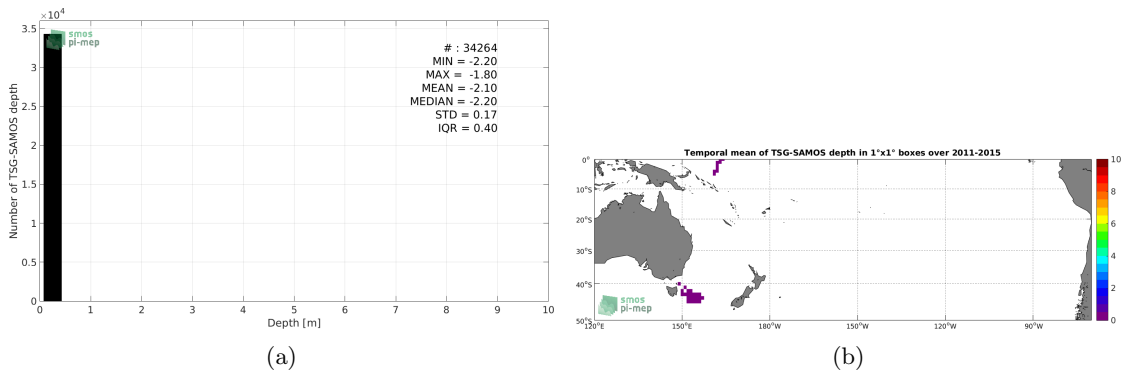 ×10⁴
3.5
3
2.5
2
1.5
1
0.5
0
Number of TSG-SAMOS depth
smos
pi-mep
# : 34264
MIN = -2.20
MAX = -1.80
MEAN = -2.10
MEDIAN = -2.20
STD = 0.17
IQR = 0.40
0 1 2 3 4 5 6 7 8 9 10
Depth [m]
(a)
Temporal mean of TSG-SAMOS depth in 1°x1° boxes over 2011-2015
0°
10°S
20°S
30°S
40°S
50°S
smos
pi-mep
120°E 150°E 180°W 150°W 120°W 90°W
10
8
6
4
2
0
(b)